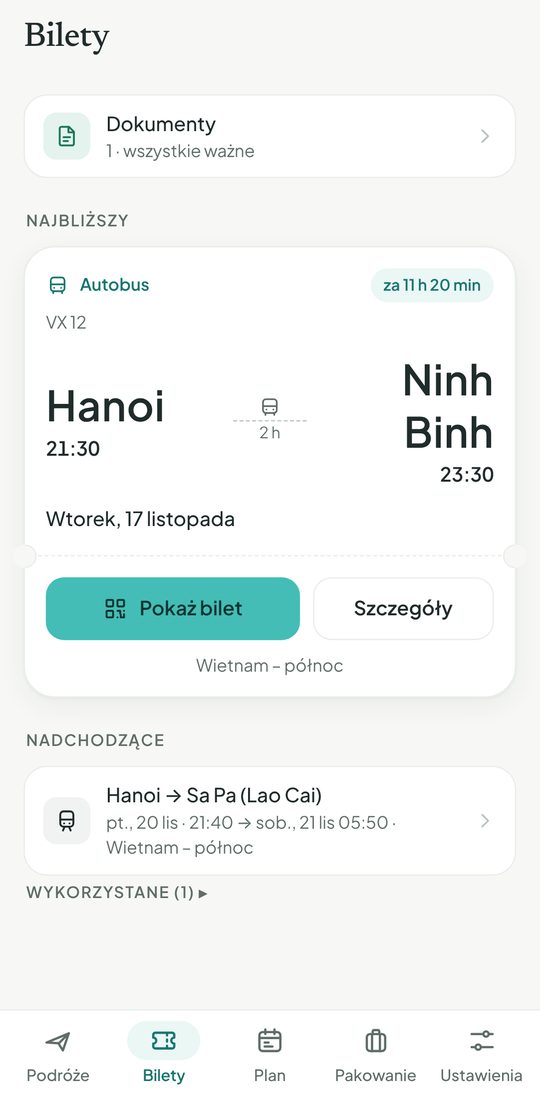 Bilety
Dokumenty
1 · wszystkie ważne
NAJBLIŻSZY
Autobus
za 11 h 20 min
VX 12
Hanoi
21:30
2 h
Ninh
Binh
23:30
Wtorek, 17 listopada
Pokaż bilet
Szczegóły
Wietnam – północ
NADCHODZĄCE
Hanoi → Sa Pa (Lao Cai)
pt., 20 lis · 21:40 → sob., 21 lis 05:50 ·
Wietnam – północ
WYKORZYSTANE (1) ▸
Podróże
Bilety
Plan
Pakowanie
Ustawienia